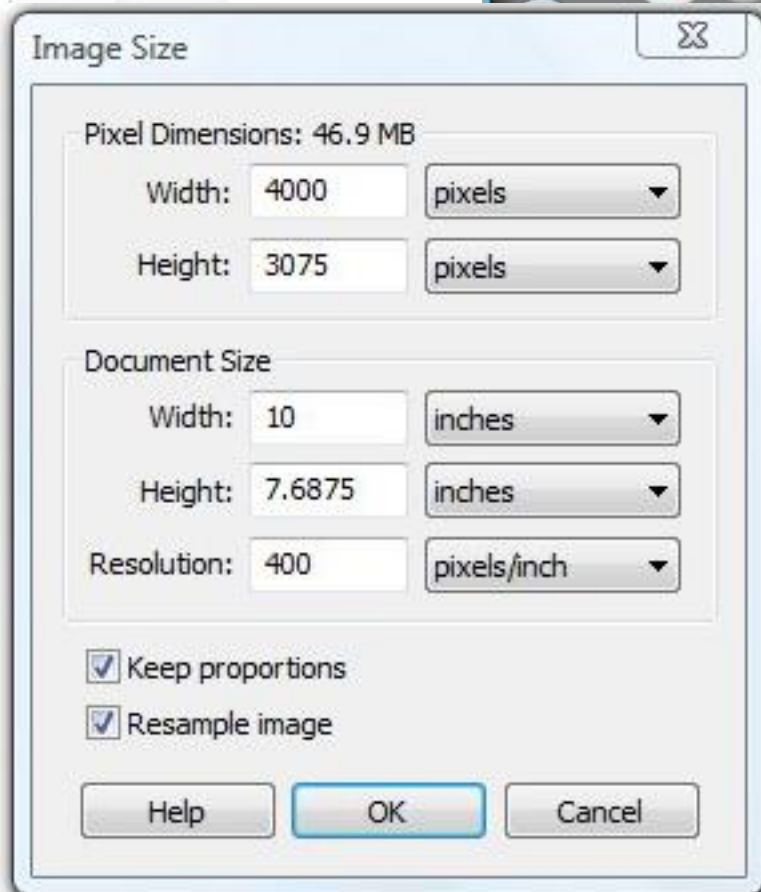 Image Size
Pixel Dimensions: 46.9 MB
Width: 4000 pixels
Height: 3075 pixels
Document Size
Width: 10 inches
Height: 7.6875 inches
Resolution: 400 pixels/inch
Keep proportions
Resample image
Help OK Cancel